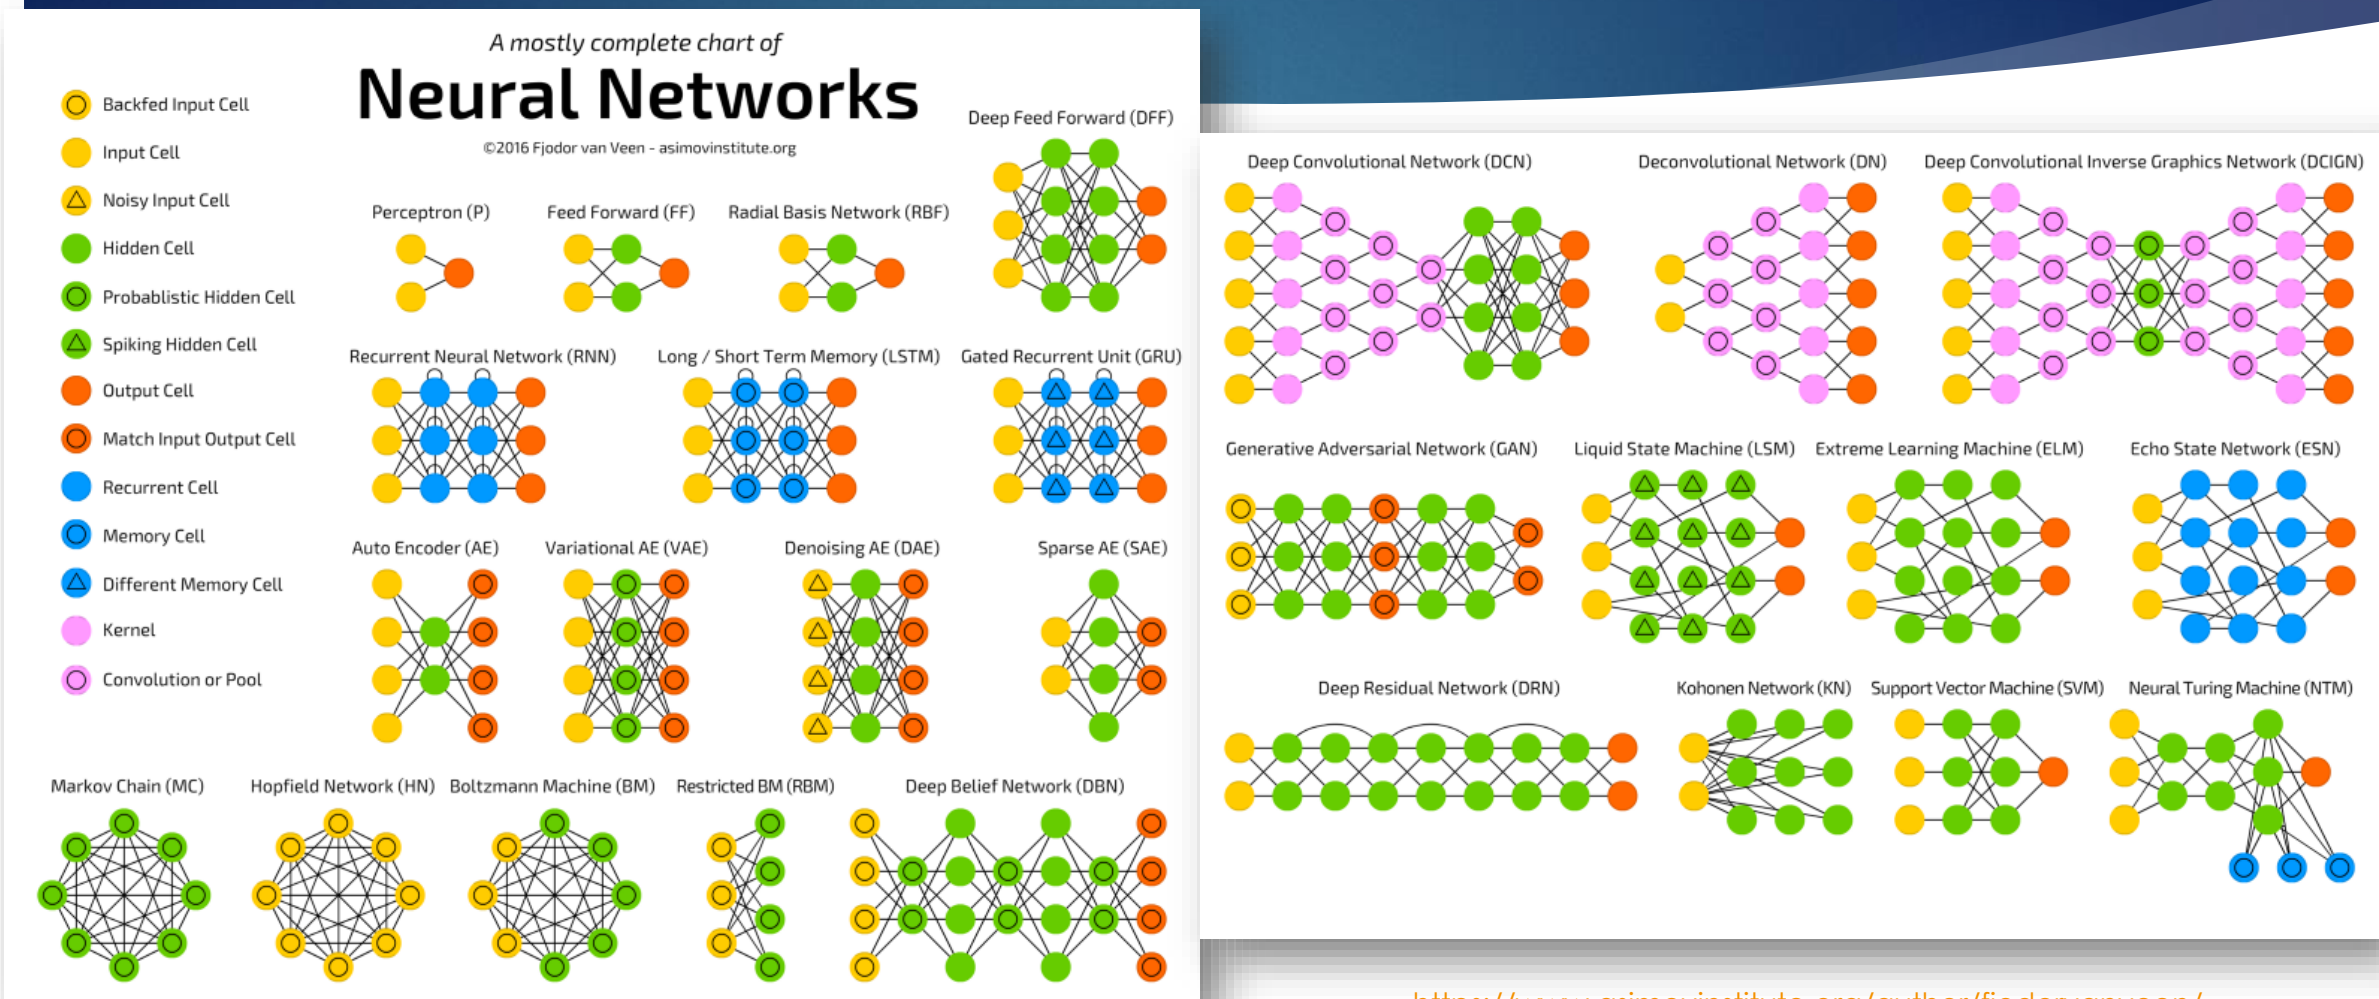 A mostly complete chart of
Neural Networks
©2016 Fjodor van Veen - asimovinstitute.org
Backfed Input Cell
Input Cell
Noisy Input Cell
Hidden Cell
Probablistic Hidden Cell
Spiking Hidden Cell
Output Cell
Match Input Output Cell
Recurrent Cell
Memory Cell
Different Memory Cell
Kernel
Convolution or Pool
Deep Feed Forward (DFF)
Perceptron (P)
Feed Forward (FF)
Radial Basis Network (RBF)
Recurrent Neural Network (RNN)
Long / Short Term Memory (LSTM)
Gated Recurrent Unit (GRU)
Auto Encoder (AE)
Variational AE (VAE)
Denoising AE (DAE)
Sparse AE (SAE)
Markov Chain (MC)
Hopfield Network (HN)
Boltzmann Machine (BM)
Restricted BM (RBM)
Deep Belief Network (DBN)
Deep Convolutional Network (DCN)
Deconvolutional Network (DN)
Deep Convolutional Inverse Graphics Network (DCIGN)
Generative Adversarial Network (GAN)
Liquid State Machine (LSM)
Extreme Learning Machine (ELM)
Echo State Network (ESN)
Deep Residual Network (DRN)
Kohonen Network (KN)
Support Vector Machine (SVM)
Neural Turing Machine (NTM)